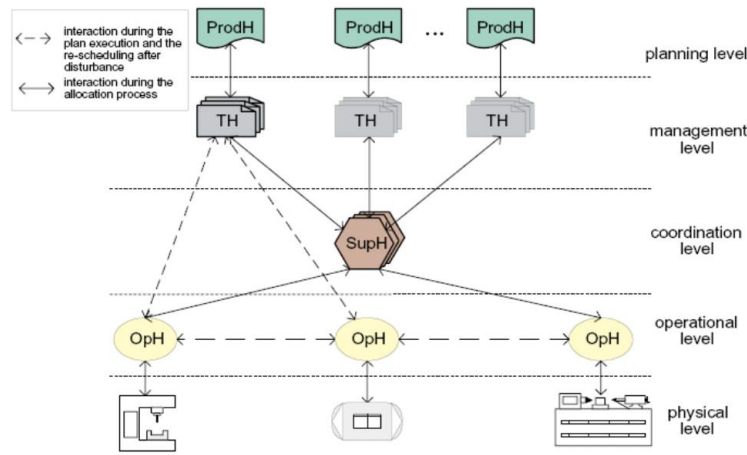 interaction during the
plan execution and the
re-scheduling after
disturbance
interaction during the
allocation process
ProdH
ProdH
...
ProdH
planning level
TH
TH
TH
management
level
SupH
coordination
level
OpH
OpH
OpH
operational
level
physical
level